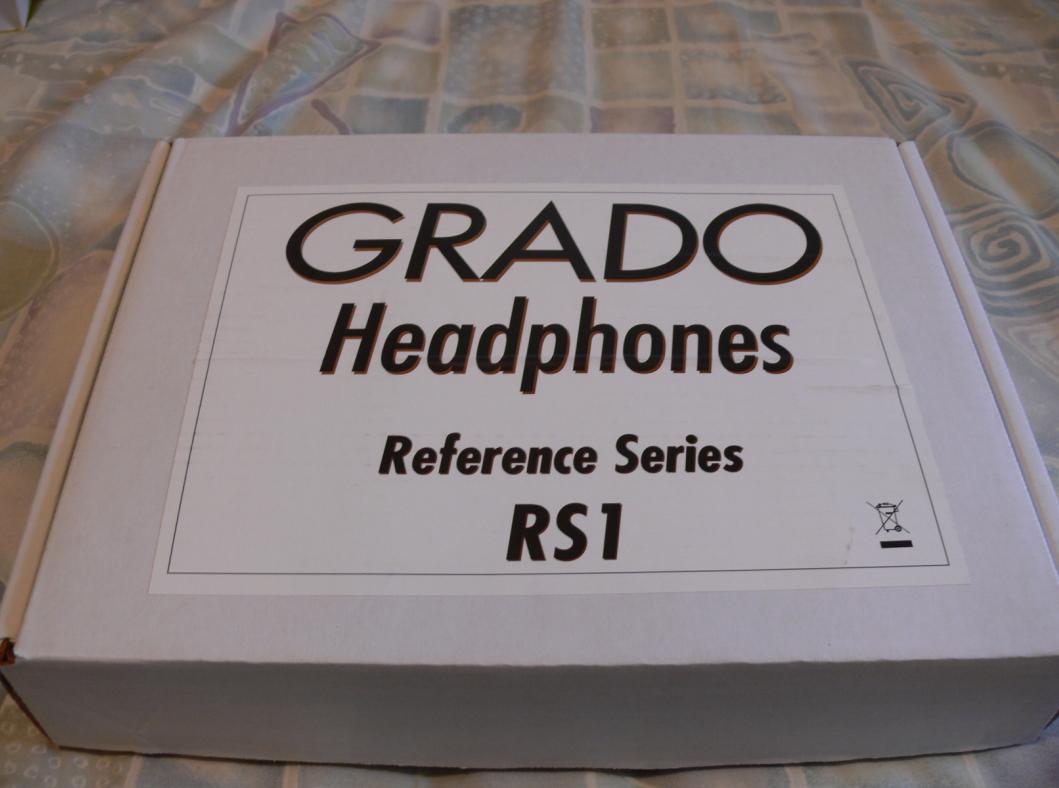 GRADO
Headphones
Reference Series
RS1